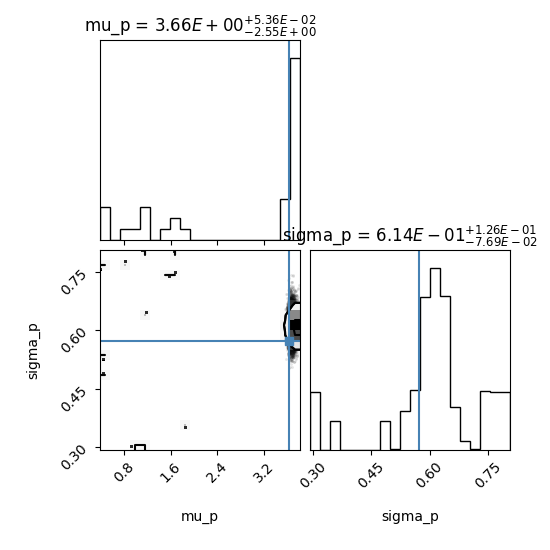 mu_p = 3.66E + 00+5.36E − 02−2.55E + 00
sigma_p = 6.14E − 01+1.26E − 01−7.69E − 02
0.75
0.60
0.45
0.30
sigma_p
0.8 1.6 2.4 3.2
0.30 0.45 0.60 0.75
mu_p
sigma_p